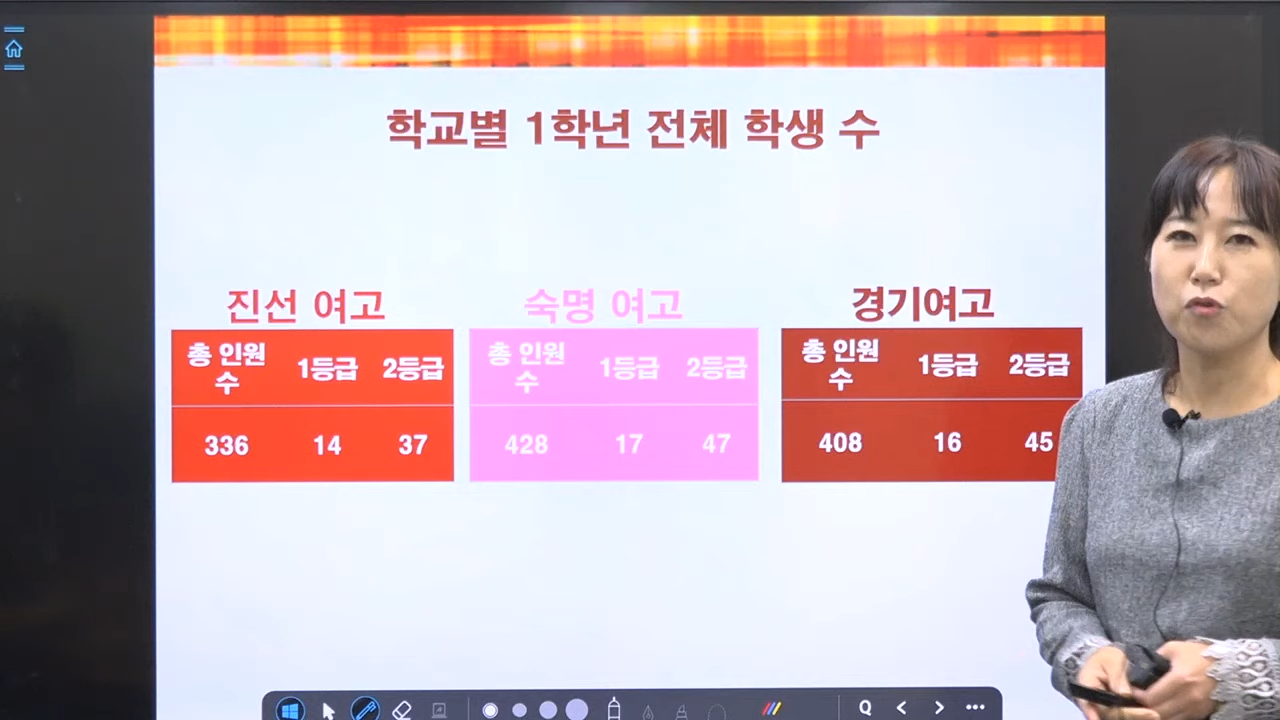 학교별 1학년 전체 학생 수
진선 여고
총 인원수 1등급 2등급
336 14 37
숙명 여고
총 인원수 1등급 2등급
428 17 47
경기여고
총 인원수 1등급 2등급
408 16 45